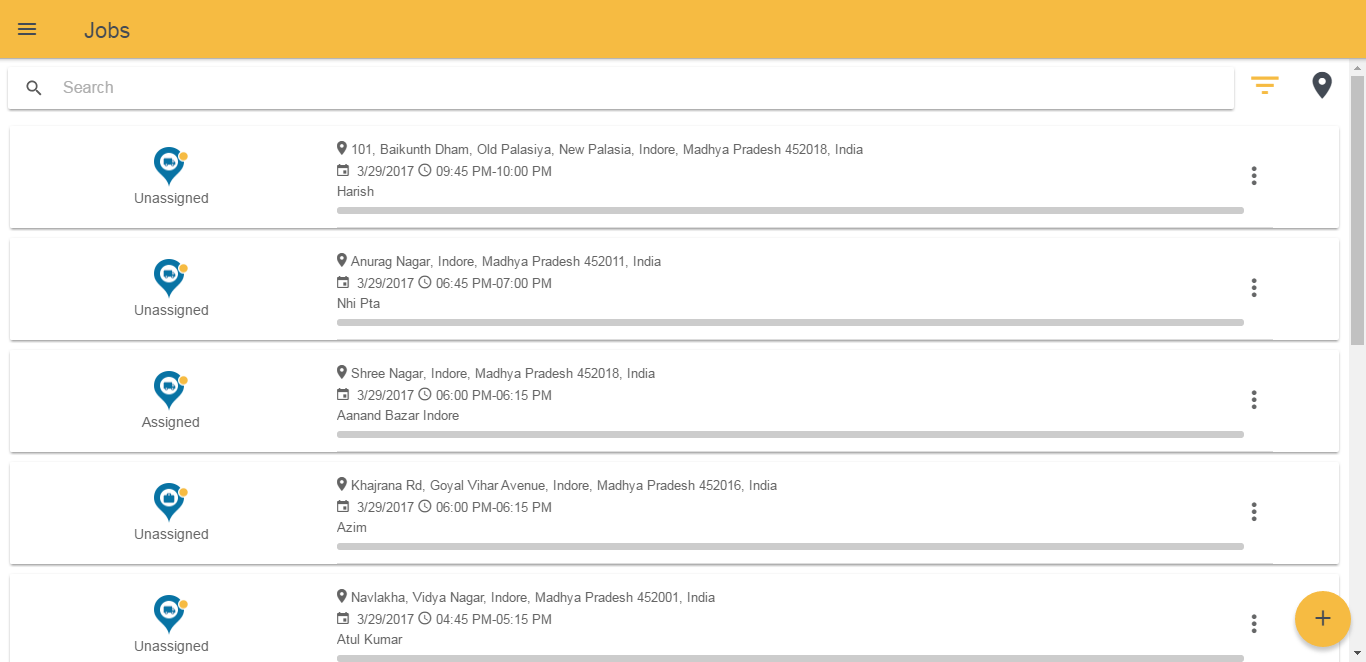 Jobs
Search
101, Baikunth Dham, Old Palasiya, New Palasia, Indore, Madhya Pradesh 452018, India
3/29/2017 09:45 PM-10:00 PM
Unassigned
Harish
Anurag Nagar, Indore, Madhya Pradesh 452011, India
3/29/2017 06:45 PM-07:00 PM
Unassigned
Nhi Pta
Shree Nagar, Indore, Madhya Pradesh 452018, India
3/29/2017 06:00 PM-06:15 PM
Assigned
Aanand Bazar Indore
Khajrana Rd, Goyal Vihar Avenue, Indore, Madhya Pradesh 452016, India
3/29/2017 06:00 PM-06:15 PM
Unassigned
Azim
Navlakha, Vidya Nagar, Indore, Madhya Pradesh 452001, India
3/29/2017 04:45 PM-05:15 PM
Unassigned
Atul Kumar